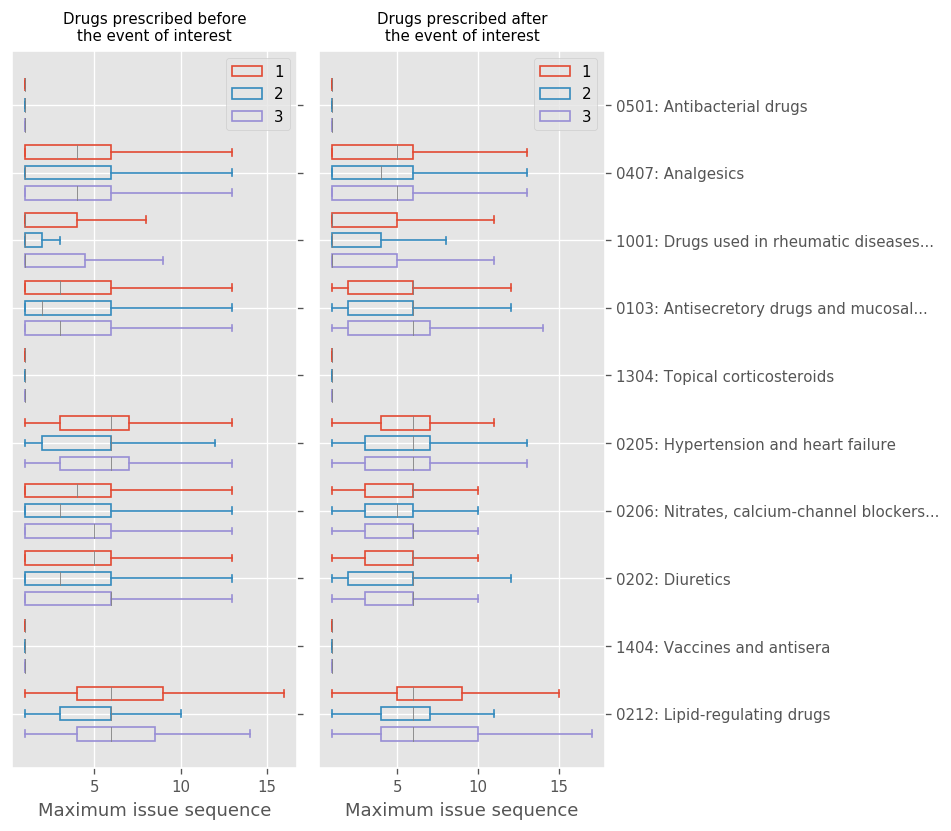 Drugs prescribed before
the event of interest
Drugs prescribed after
the event of interest
1
2
3
1
2
3
0501: Antibacterial drugs
0407: Analgesics
1001: Drugs used in rheumatic diseases...
0103: Antisecretory drugs and mucosal...
1304: Topical corticosteroids
0205: Hypertension and heart failure
0206: Nitrates, calcium-channel blockers...
0202: Diuretics
1404: Vaccines and antisera
0212: Lipid-regulating drugs
5 10 15
5 10 15
Maximum issue sequence
Maximum issue sequence